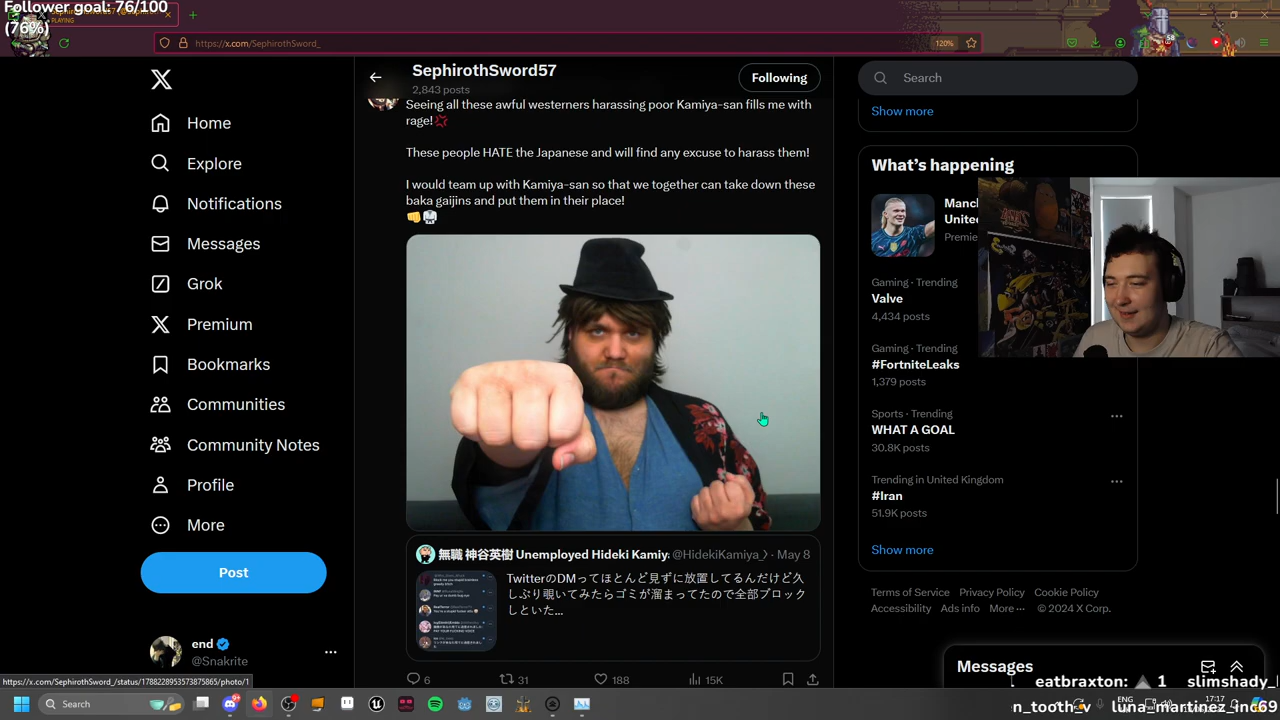 Follower goal: 76/100
(76%)
PLAYING
https://x.com/SephirothSword_
120%
58
SephirothSword57
2,843 posts
Following
Search
Home
Explore
Notifications
Messages
Grok
Premium
Bookmarks
Communities
Community Notes
Profile
More
Post
end
@Snakrite
Seeing all these awful westerners harassing poor Kamiya-san fills me with
rage!💢
These people HATE the Japanese and will find any excuse to harass them!
I would team up with Kamiya-san so that we together can take down these
baka gaijins and put them in their place!
👊🥋
無職 神谷英樹 Unemployed Hideki Kamiy
@HidekiKamiya_X · May 8
TwitterのDMってほとんど見ずに放置してるんだけど久
しぶり覗いてみたらゴミが溜まってたので全部ブロック
しといた…
6
31
188
15K
Show more
What's happening
Manc
United
Premie
Gaming · Trending
Valve
4,434 posts
Gaming · Trending
#FortniteLeaks
1,379 posts
Sports · Trending
WHAT A GOAL
30.8K posts
Trending in United Kingdom
#Iran
51.9K posts
Show more
Terms of Service Privacy Policy Cookie Policy
Accessibility Ads info More ··· © 2024 X Corp.
Messages
https://x.com/SephirothSword_/status/1788228953573875865/photo/1
eatbraxton: 1 slimshady_
Search
ENG
17:17
n_tooth_v luna_martinez_inc69